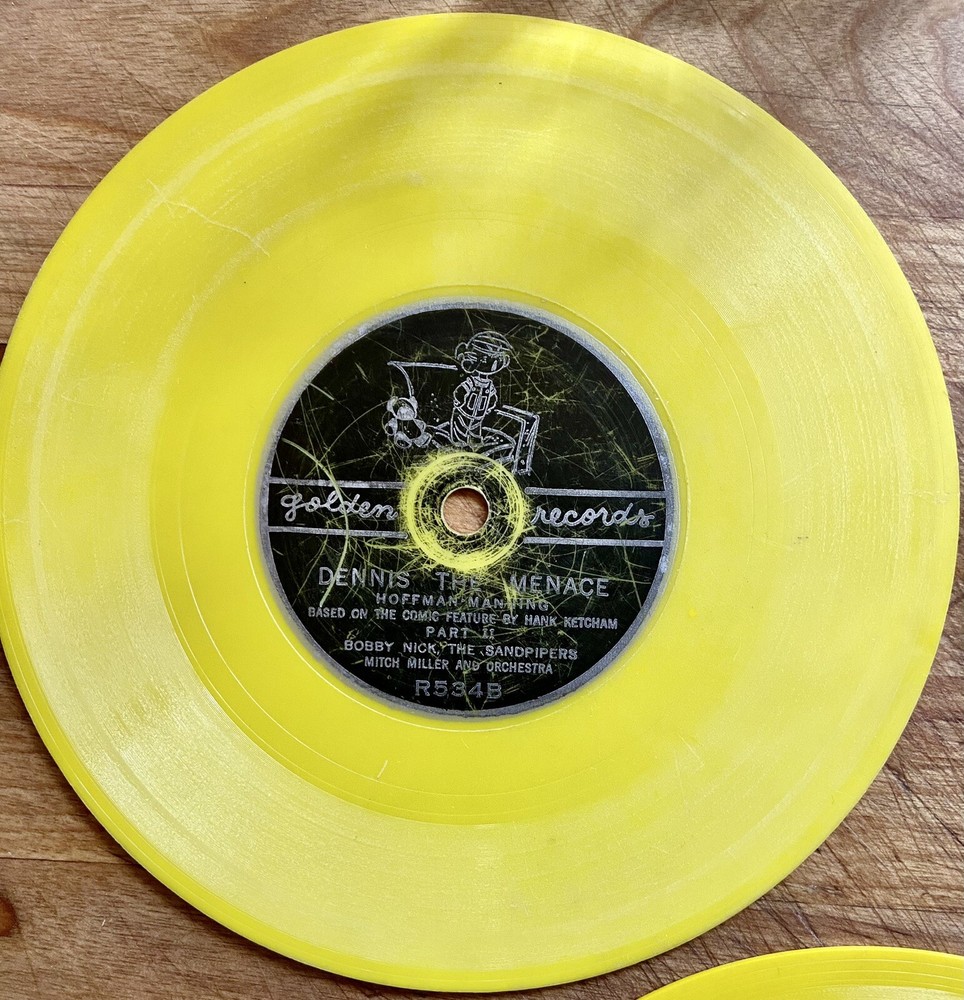 golden records
DENNIS THE MENACE
HOFFMAN-MANNING
BASED ON THE COMIC FEATURE BY HANK KETCHAM
PART II
BOBBY NICK, THE SANDPIPERS
MITCH MILLER AND ORCHESTRA
R534B